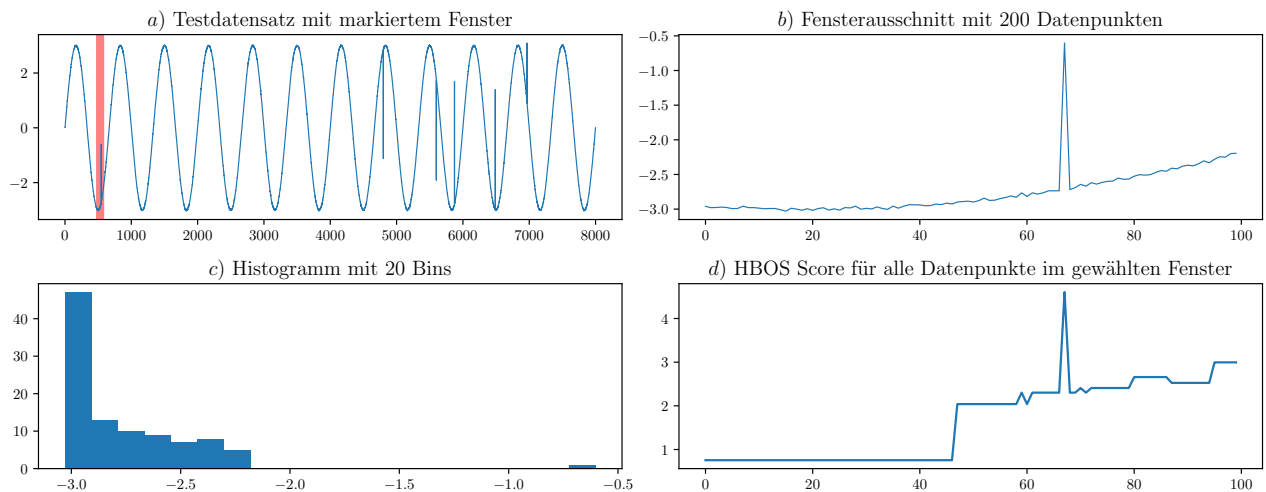 a) Testdatensatz mit markiertem Fenster
2
0
−2
0 1000 2000 3000 4000 5000 6000 7000 8000
b) Fensterausschnitt mit 200 Datenpunkten
−0.5
−1.0
−1.5
−2.0
−2.5
−3.0
0 20 40 60 80 100
c) Histogramm mit 20 Bins
40
30
20
10
0
−3.0 −2.5 −2.0 −1.5 −1.0 −0.5
d) HBOS Score für alle Datenpunkte im gewählten Fenster
4
3
2
1
0 20 40 60 80 100